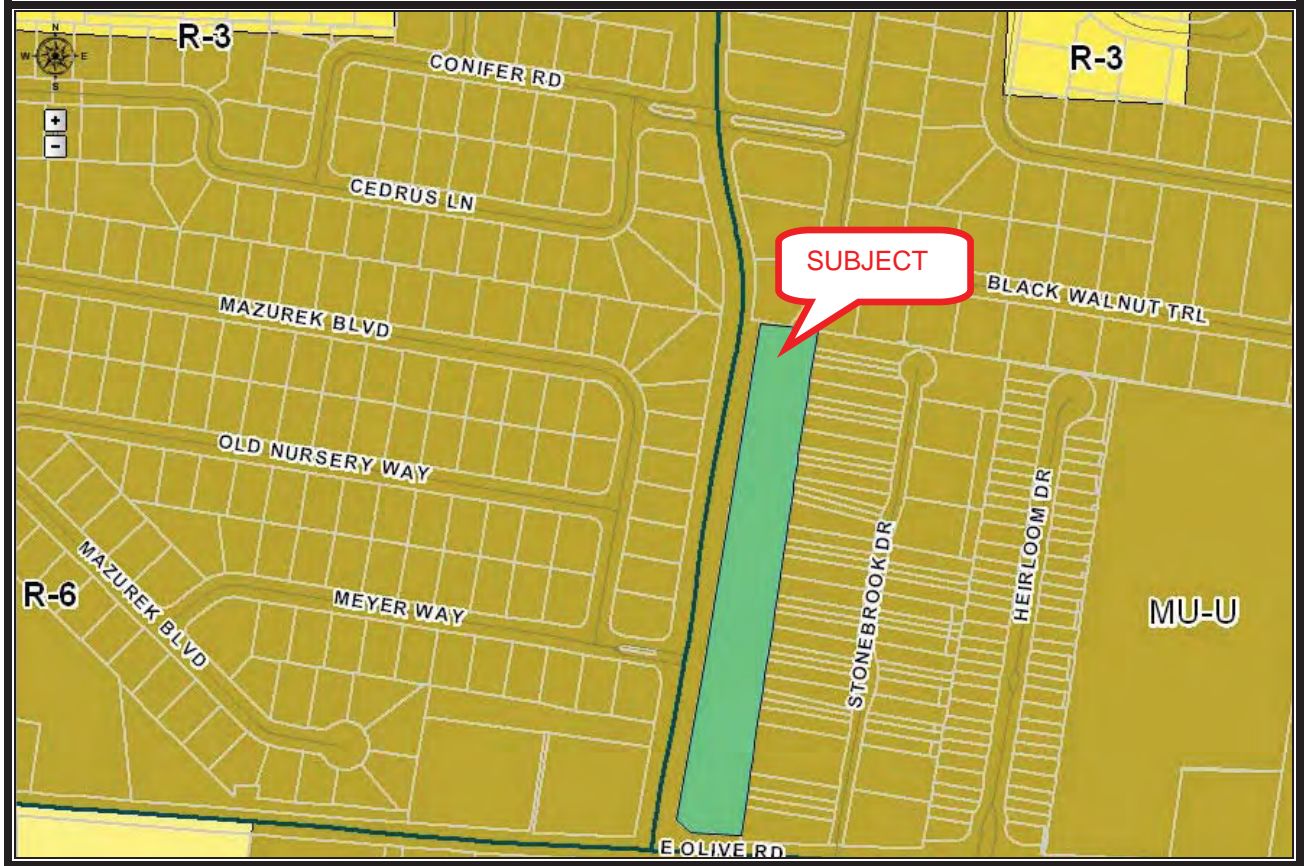 R-3
N
W
E
S
+
-
CONIFER RD
R-3
CEDRUS LN
SUBJECT
BLACK WALNUT TRL
MAZUREK BLVD
OLD NURSERY WAY
HEIRLOOM DR
STONEBROOK DR
MAZUREK BLVD
R-6
MEYER WAY
MU-U
E OLIVE RD